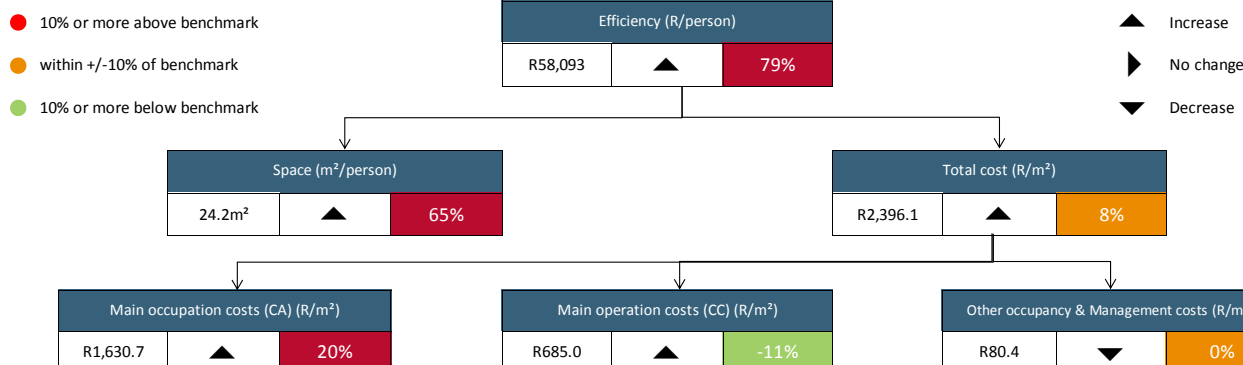 10% or more above benchmark
within +/-10% of benchmark
10% or more below benchmark
Efficiency (R/person)
R58,093
79%
Increase
No change
Decrease
Space (m²/person)
24.2m²
65%
Total cost (R/m²)
R2,396.1
8%
Main occupation costs (CA) (R/m²)
R1,630.7
20%
Main operation costs (CC) (R/m²)
R685.0
-11%
Other occupancy & Management costs (R/m
R80.4
0%